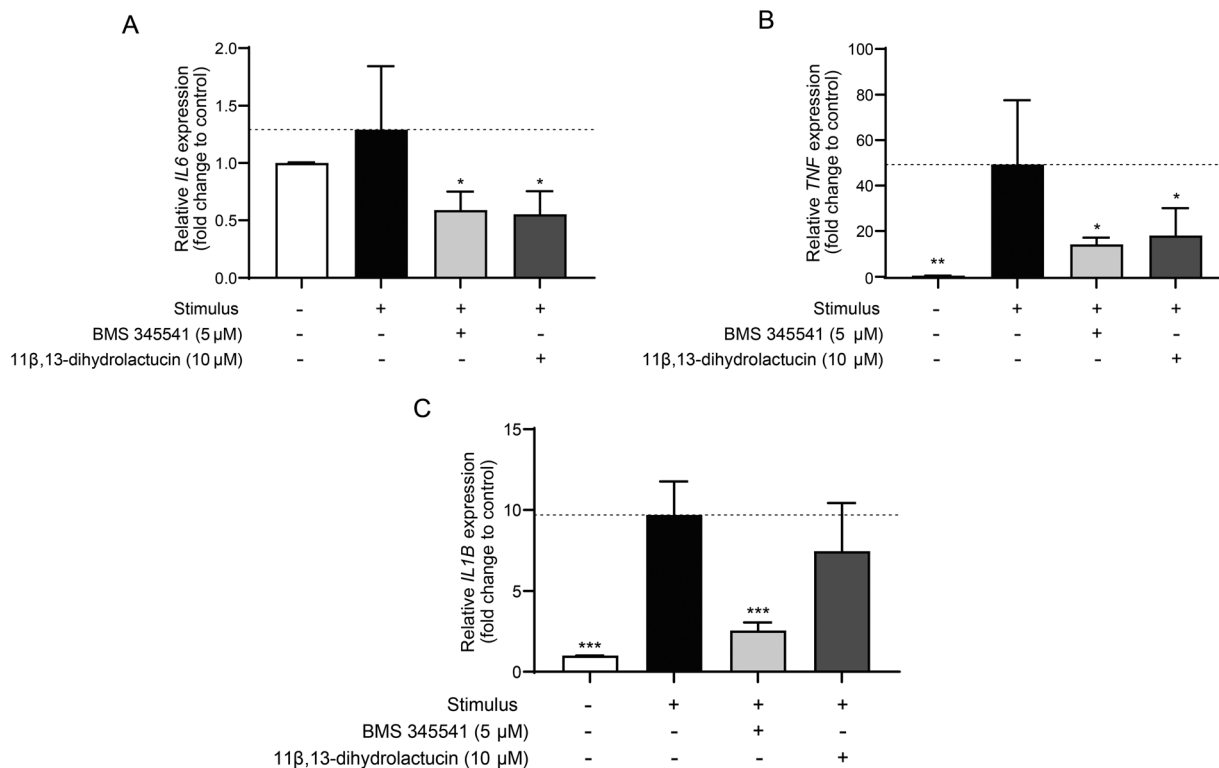 A
Relative IL6 expression
(fold change to control)
2.0
1.5
1.0
0.5
0.0
* *
Stimulus - + + +
BMS 345541 (5 µM) - - + -
11β,13-dihydrolactucin (10 µM) - - - +
B
Relative TNF expression
(fold change to control)
100
80
60
40
20
0
** * *
Stimulus - + + +
BMS 345541 (5 µM) - - + -
11β,13-dihydrolactucin (10 µM) - - - +
C
Relative IL1B expression
(fold change to control)
15
10
5
0
*** ***
Stimulus - + + +
BMS 345541 (5 µM) - - + -
11β,13-dihydrolactucin (10 µM) - - - +